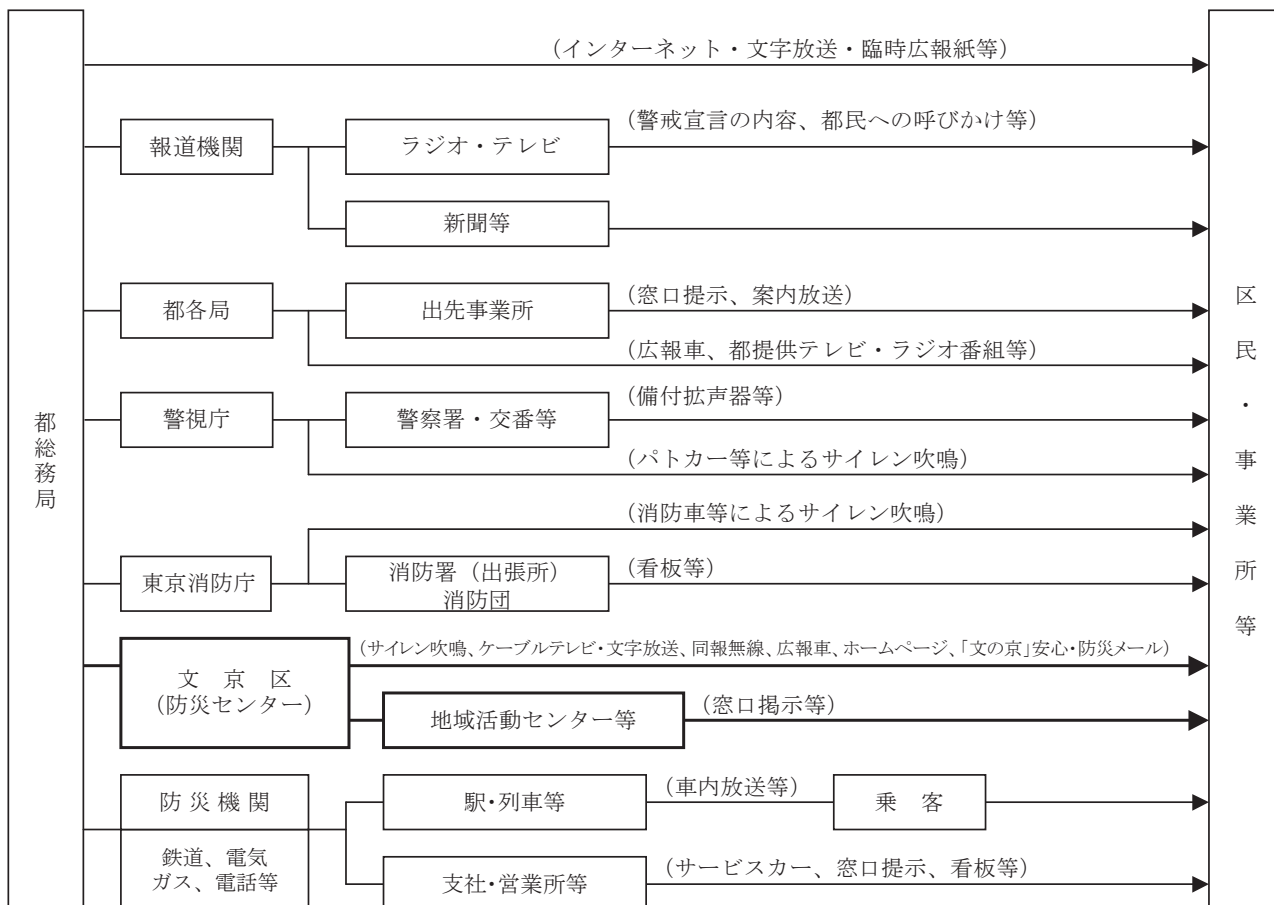 都総務局
(インターネット・文字放送・臨時広報紙等)
報道機関
ラジオ・テレビ
(警戒宣言の内容、都民への呼びかけ等)
新聞等
都各局
出先事業所
(窓口提示、案内放送)
(広報車、都提供テレビ・ラジオ番組等)
警視庁
警察署・交番等
(備付拡声器等)
(パトカー等によるサイレン吹鳴)
(消防車等によるサイレン吹鳴)
東京消防庁
消防署(出張所)
消防団
(看板等)
文京区
(防災センター)
(サイレン吹鳴、ケーブルテレビ・文字放送、同報無線、広報車、ホームページ、「文の京」安心・防災メール)
地域活動センター等
(窓口掲示等)
防災機関
鉄道、電気
ガス、電話等
駅・列車等
(車内放送等)
乗客
支社・営業所等
(サービスカー、窓口提示、看板等)
区民・事業所等